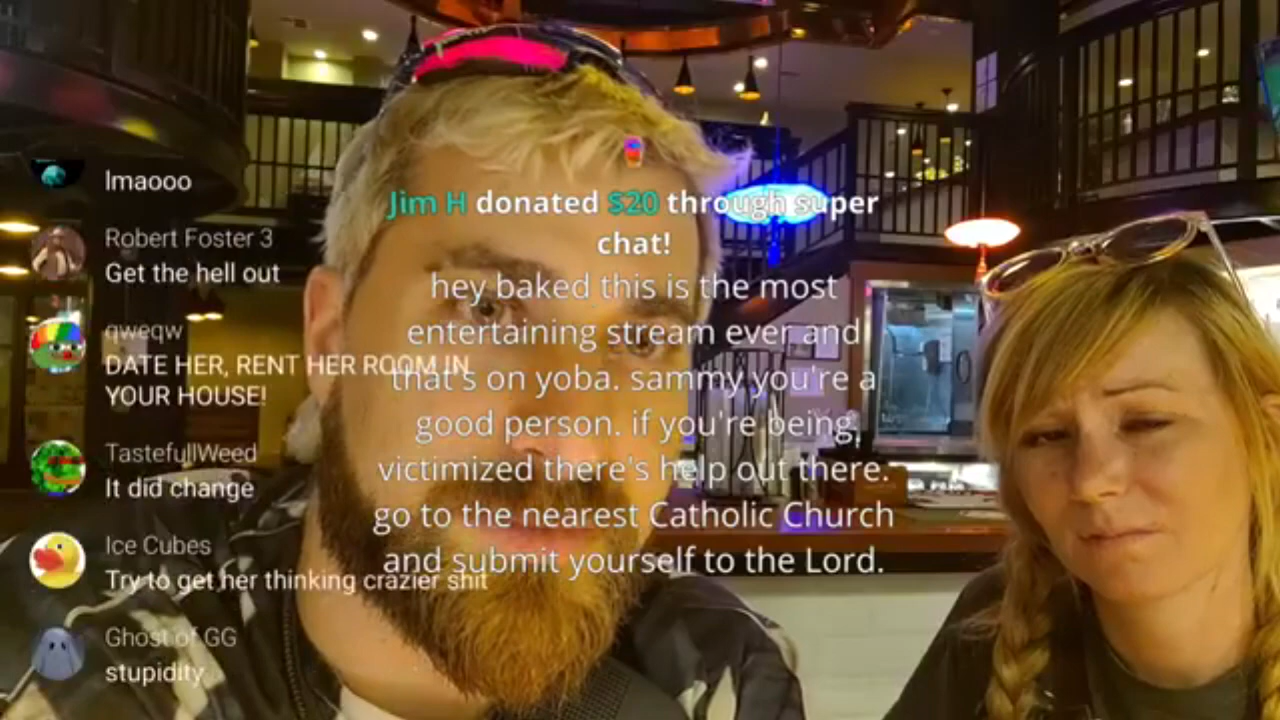 lmaooo
Robert Foster 3
Get the hell out
qweqw
DATE HER, RENT HER ROOM IN
YOUR HOUSE!
TastefullWeed
It did change
Ice Cubes
Try to get her thinking crazier shit
Ghost of GG
stupidity
Jim H donated $20 through super
chat!
hey baked this is the most
entertaining stream ever and
that's on yoba. sammy you're a
good person. if you're being
victimized there's help out there.
go to the nearest Catholic Church
and submit yourself to the Lord.